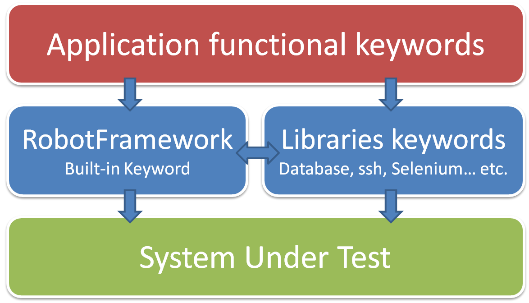 Application functional keywords
RobotFramework
Built-in Keyword
Libraries keywords
Database, ssh, Selenium... etc.
System Under Test